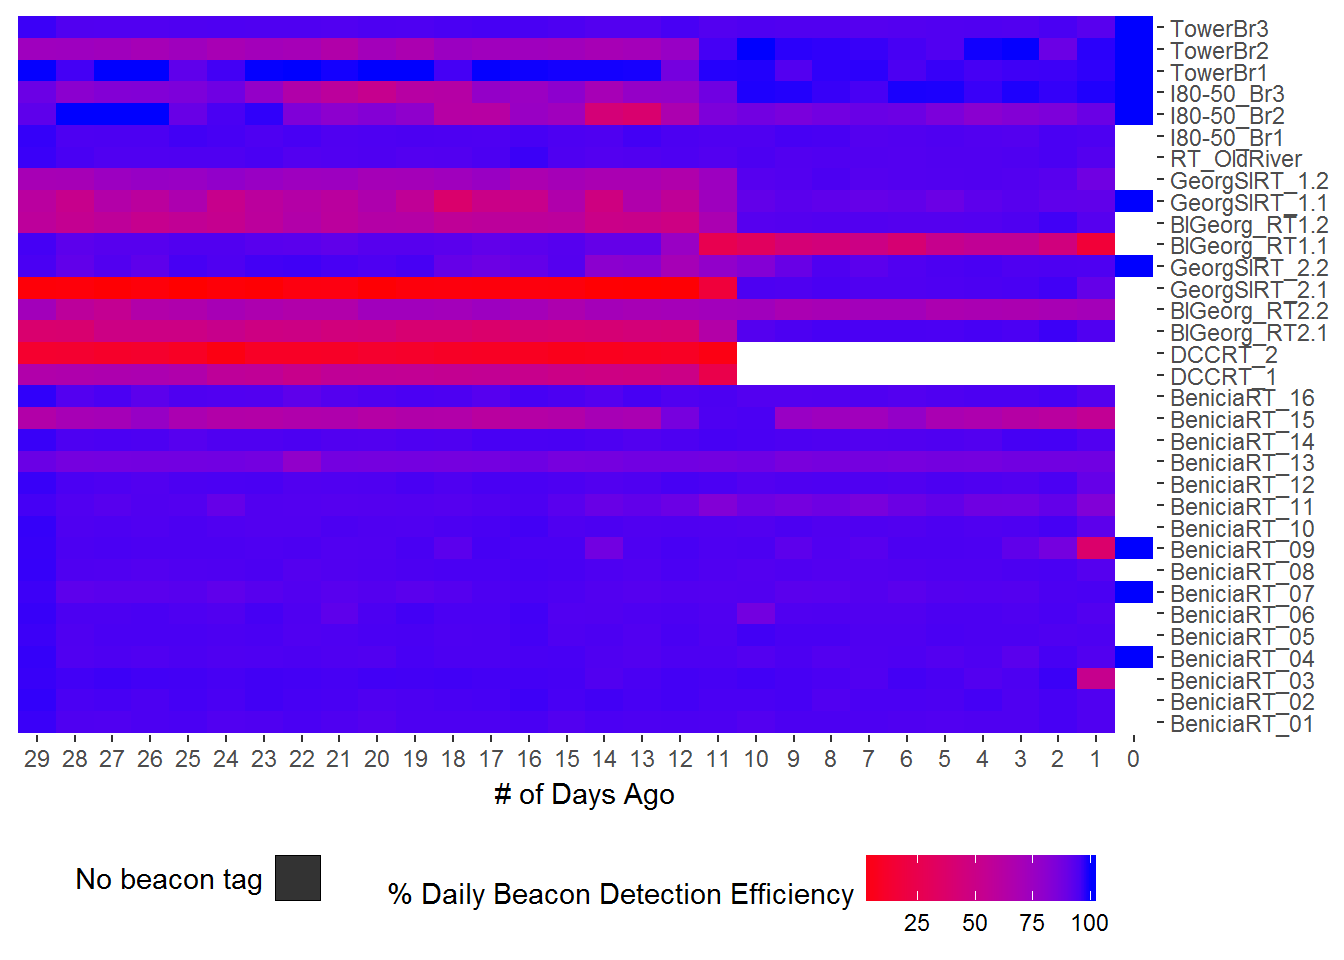 TowerBr3
TowerBr2
TowerBr1
I80-50_Br3
I80-50_Br2
I80-50_Br1
RT_OldRiver
GeorgSlRT_1.2
GeorgSlRT_1.1
BlGeorg_RT1.2
BlGeorg_RT1.1
GeorgSlRT_2.2
GeorgSlRT_2.1
BlGeorg_RT2.2
BlGeorg_RT2.1
DCCRT_2
DCCRT_1
BeniciaRT_16
BeniciaRT_15
BeniciaRT_14
BeniciaRT_13
BeniciaRT_12
BeniciaRT_11
BeniciaRT_10
BeniciaRT_09
BeniciaRT_08
BeniciaRT_07
BeniciaRT_06
BeniciaRT_05
BeniciaRT_04
BeniciaRT_03
BeniciaRT_02
BeniciaRT_01
29 28 27 26 25 24 23 22 21 20 19 18 17 16 15 14 13 12 11 10 9 8 7 6 5 4 3 2 1 0
# of Days Ago
No beacon tag
% Daily Beacon Detection Efficiency
25 50 75 100